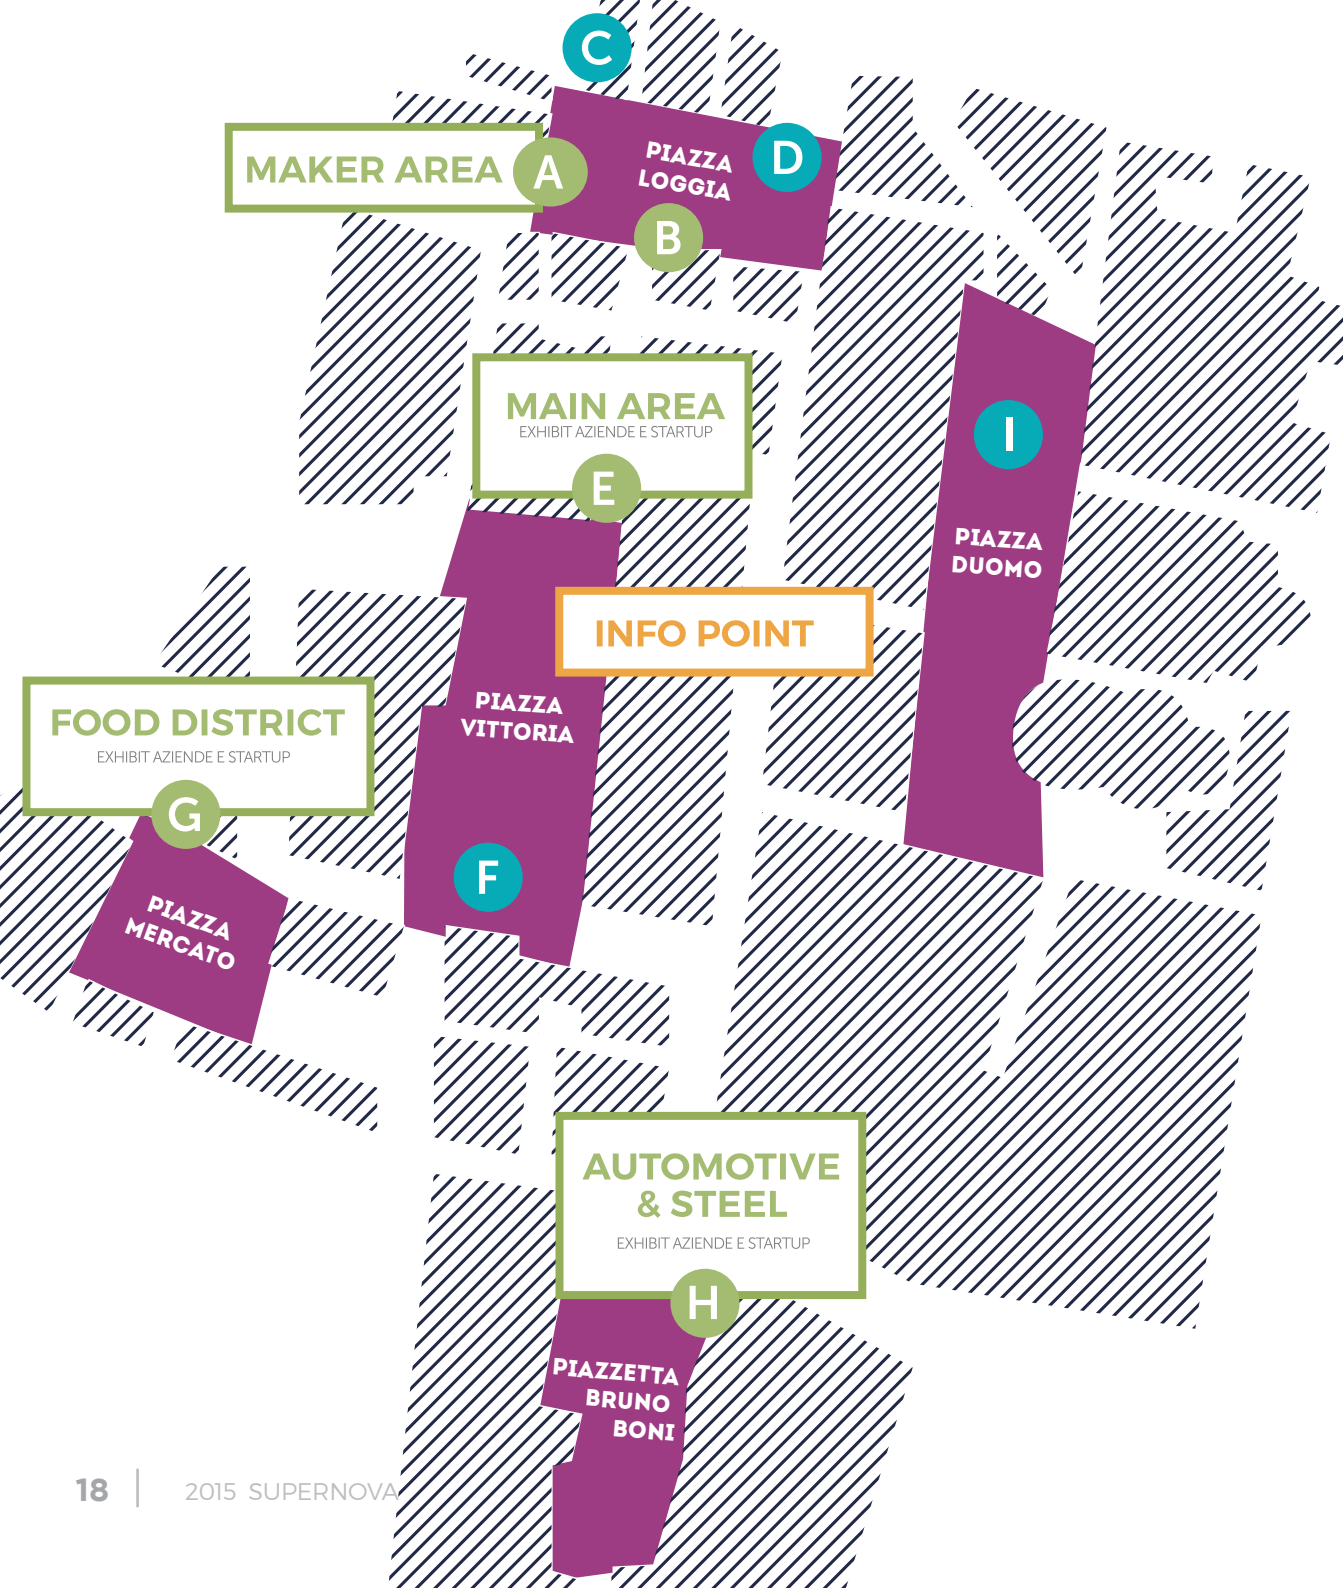 C
MAKER AREA
A
PIAZZA
LOGGIA
D
B
MAIN AREA
EXHIBIT AZIENDE E STARTUP
E
I
PIAZZA
DUOMO
INFO POINT
PIAZZA
VITTORIA
FOOD DISTRICT
EXHIBIT AZIENDE E STARTUP
G
F
PIAZZA
MERCATO
AUTOMOTIVE
& STEEL
EXHIBIT AZIENDE E STARTUP
H
PIAZZETTA
BRUNO
BONI
18
2015 SUPERNOVA